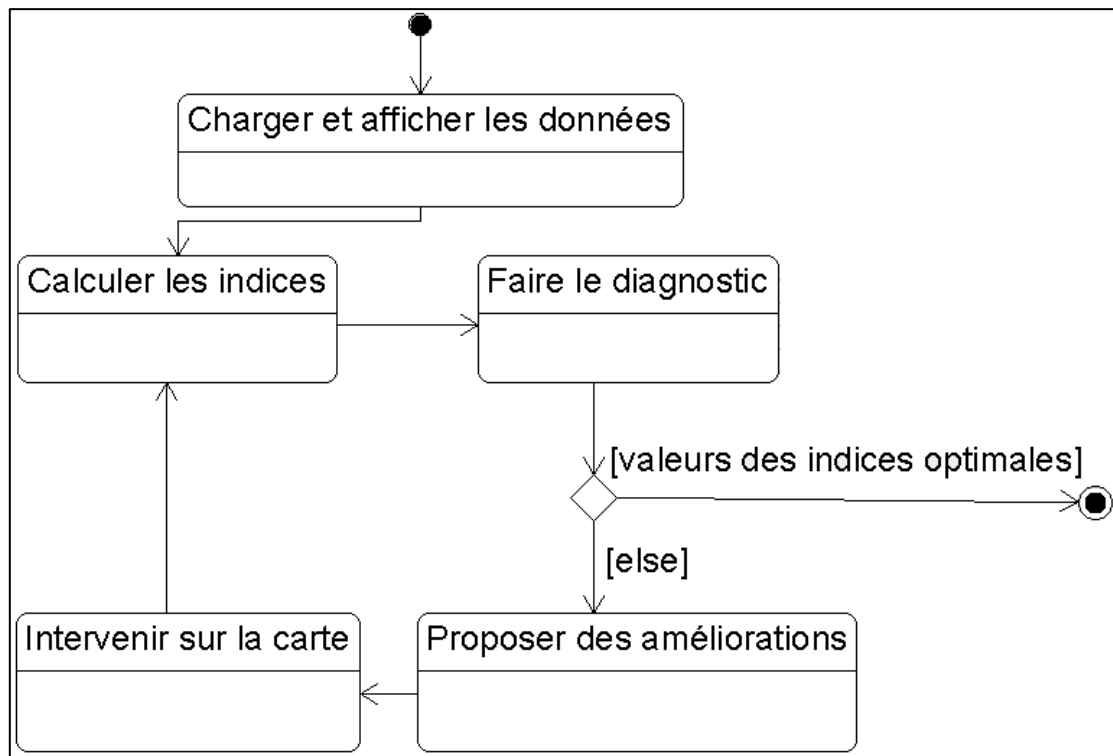 Charger et afficher les données
Calculer les indices
Faire le diagnostic
[valeurs des indices optimales]
[else]
Intervenir sur la carte
Proposer des améliorations